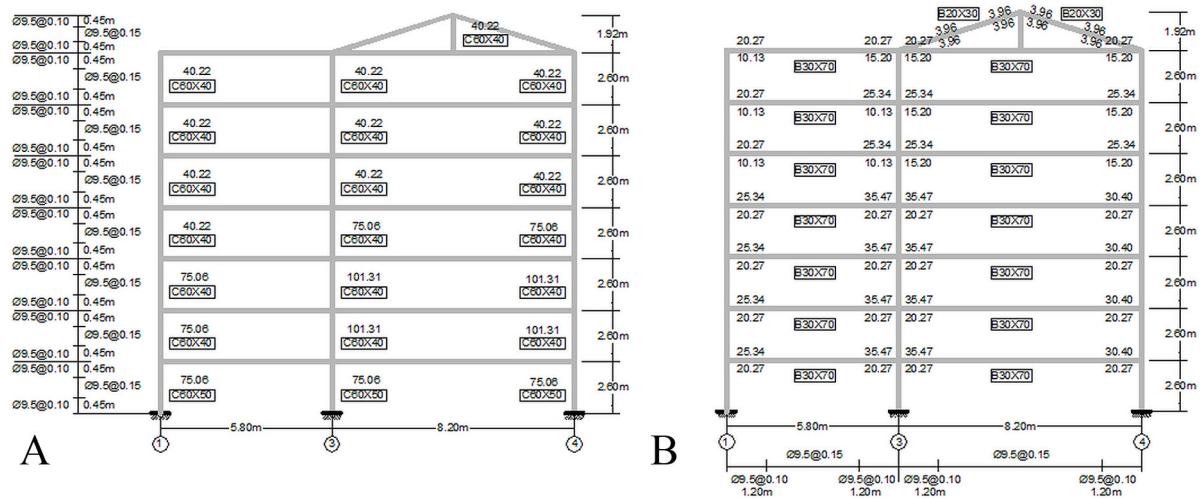 Ø9.5@0.10 0.45m
Ø9.5@0.15
Ø9.5@0.10 0.45m
40.22
C60X40
1.92m
Ø9.5@0.10 0.45m
Ø9.5@0.15
Ø9.5@0.10 0.45m
40.22 40.22 40.22
C60X40 C60X40 C60X40
2.60m
Ø9.5@0.10 0.45m
Ø9.5@0.15
Ø9.5@0.10 0.45m
40.22 40.22 40.22
C60X40 C60X40 C60X40
2.60m
Ø9.5@0.10 0.45m
Ø9.5@0.15
Ø9.5@0.10 0.45m
40.22 40.22 40.22
C60X40 C60X40 C60X40
2.60m
Ø9.5@0.10 0.45m
Ø9.5@0.15
Ø9.5@0.10 0.45m
40.22 75.06 75.06
C60X40 C60X40 C60X40
2.60m
Ø9.5@0.10 0.45m
Ø9.5@0.15
Ø9.5@0.10 0.45m
75.06 101.31 101.31
C60X40 C60X40 C60X40
2.60m
Ø9.5@0.10 0.45m
Ø9.5@0.15
Ø9.5@0.10 0.45m
75.06 101.31 101.31
C60X40 C60X40 C60X40
2.60m
Ø9.5@0.10 0.45m
Ø9.5@0.15
Ø9.5@0.10 0.45m
75.06 75.06 75.06
C60X50 C60X50 C60X50
2.60m
5.80m 8.20m
1 3 4
A
B20X30 3.96 3.96 B20X30
3.96 3.96
3.96 3.96
3.96 3.96
1.92m
20.27 20.27 20.27 20.27
10.13 15.20 15.20 15.20
B30X70 B30X70
2.60m
20.27 25.34 25.34 25.34
10.13 10.13 15.20 15.20
B30X70 B30X70
2.60m
20.27 25.34 25.34 25.34
10.13 10.13 15.20 15.20
B30X70 B30X70
2.60m
25.34 35.47 35.47 30.40
20.27 20.27 20.27 20.27
B30X70 B30X70
2.60m
25.34 35.47 35.47 30.40
20.27 20.27 20.27 20.27
B30X70 B30X70
2.60m
25.34 35.47 35.47 30.40
20.27 20.27 20.27 20.27
B30X70 B30X70
2.60m
25.34 35.47 35.47 30.40
20.27 20.27 20.27 20.27
B30X70 B30X70
2.60m
5.80m 8.20m
1 3 4
B
Ø9.5@0.15 Ø9.5@0.15
Ø9.5@0.10 Ø9.5@0.10 Ø9.5@0.10 Ø9.5@0.10
1.20m 1.20m 1.20m 1.20m